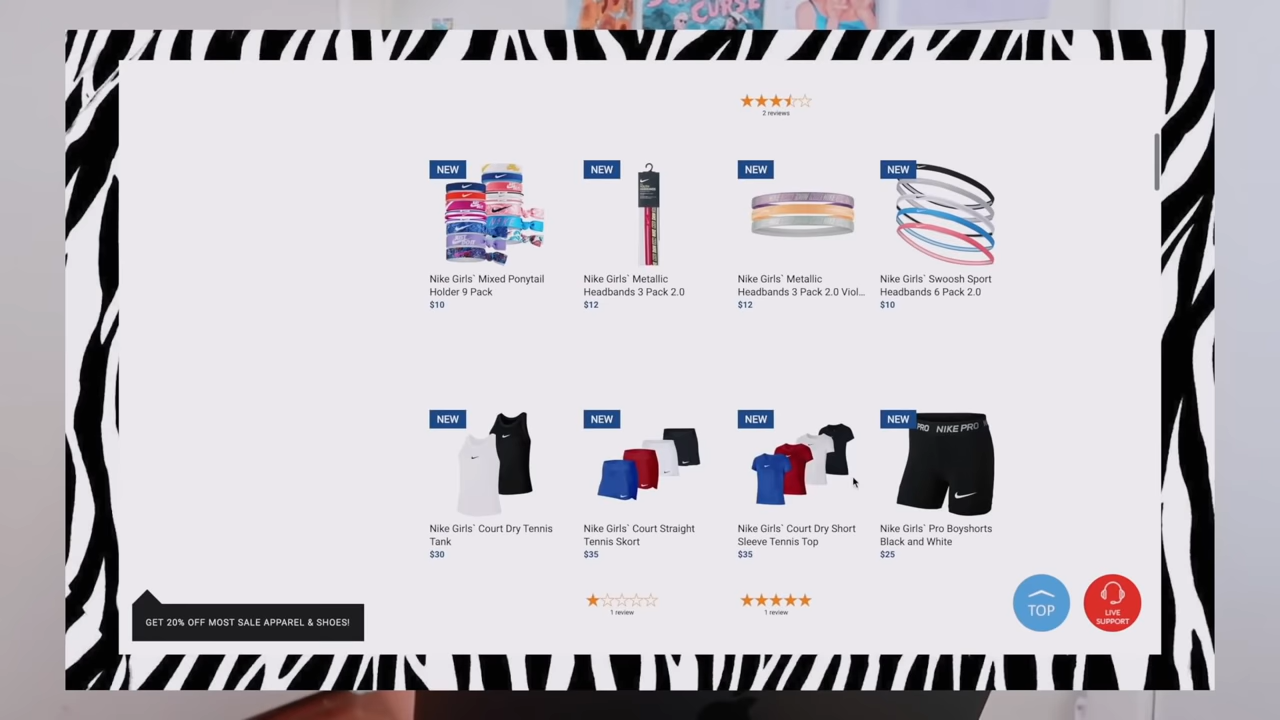 CURSE
2 reviews
NEW
NEW
NEW
NEW
Nike Girls` Mixed Ponytail
Holder 9 Pack
$10
Nike Girls` Metallic
Headbands 3 Pack 2.0
$12
Nike Girls` Metallic
Headbands 3 Pack 2.0 Viol...
$12
Nike Girls` Swoosh Sport
Headbands 6 Pack 2.0
$10
NEW
NEW
NEW
NEW
PRO NIKE PRO
Nike Girls` Court Dry Tennis
Tank
$30
Nike Girls` Court Straight
Tennis Skort
$35
Nike Girls` Court Dry Short
Sleeve Tennis Top
$35
Nike Girls` Pro Boyshorts
Black and White
$25
1 review
1 review
GET 20% OFF MOST SALE APPAREL & SHOES!
TOP
LIVE
SUPPORT